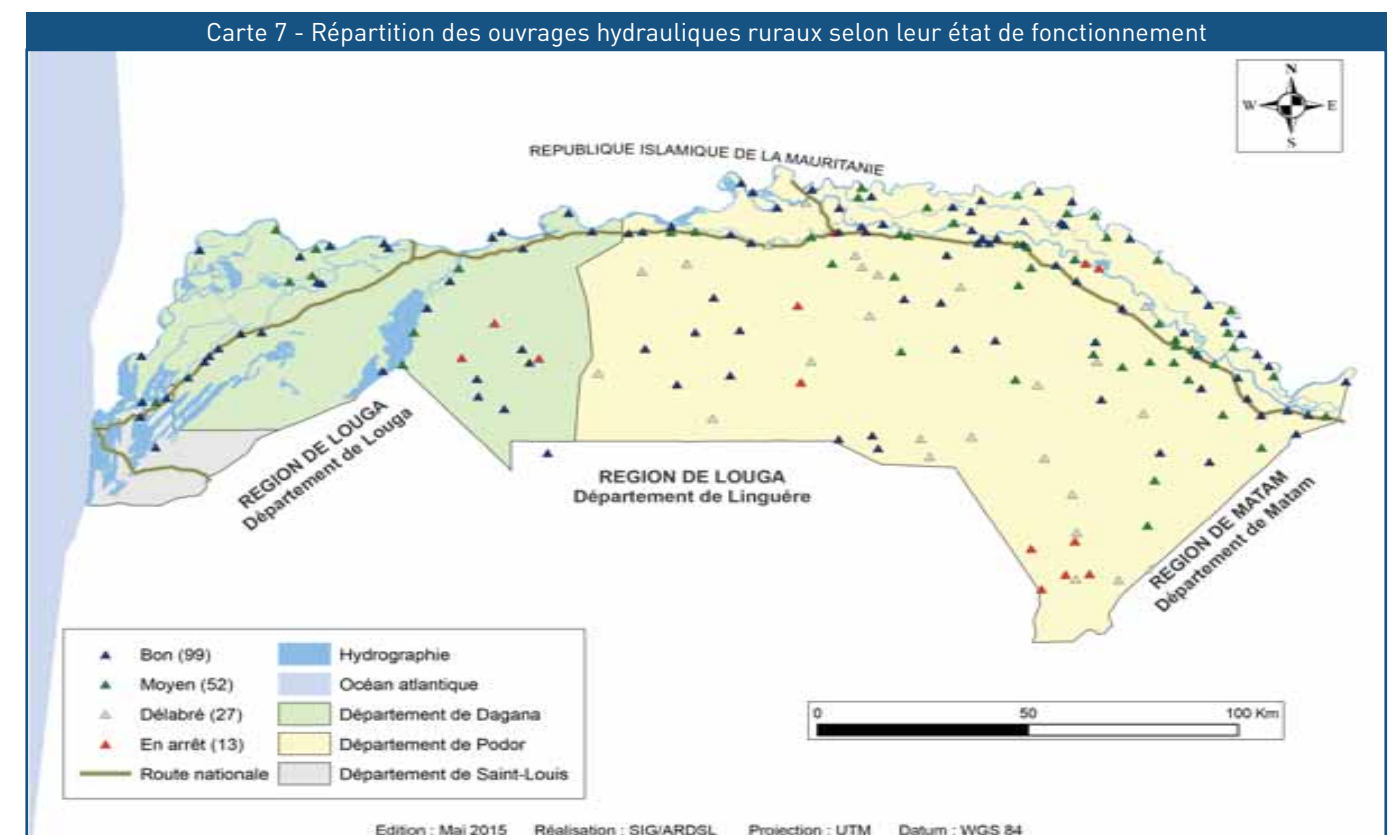 Carte 7 - Répartition des ouvrages hydrauliques ruraux selon leur état de fonctionnement
N
W E
S
REPUBLIQUE ISLAMIQUE DE LA MAURITANIE
REGION DE LOUGA
Département de Louga
REGION DE LOUGA
Département de Linguére
REGION DE MATAM
Département de Matam
Bon (99)
Moyen (52)
Délabré (27)
En arrêt (13)
Route nationale
Hydrographie
Océan atlantique
Département de Dagana
Département de Podor
Département de Saint-Louis
0 50 100 Km
Edition : Mai 2015 Réalisation : SIG/ARDSL Projection : UTM Datum : WGS 84